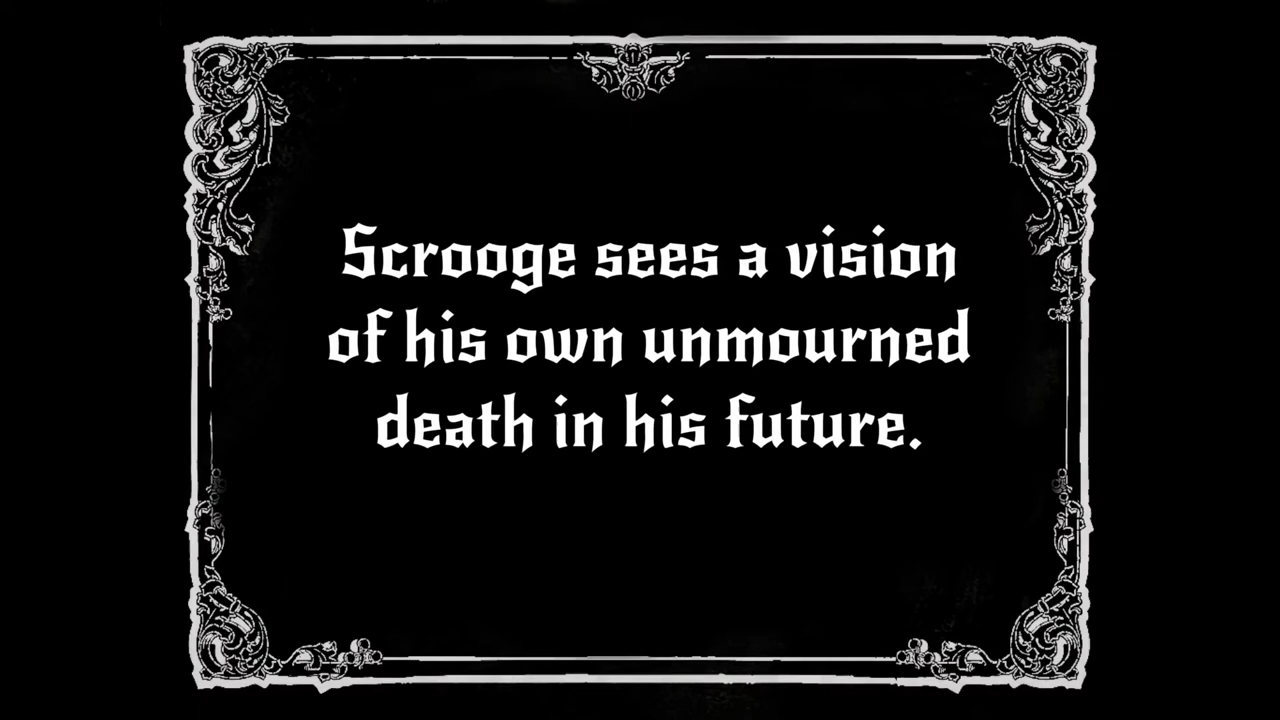 Scrooge sees a vision
of his own unmourned
death in his future.